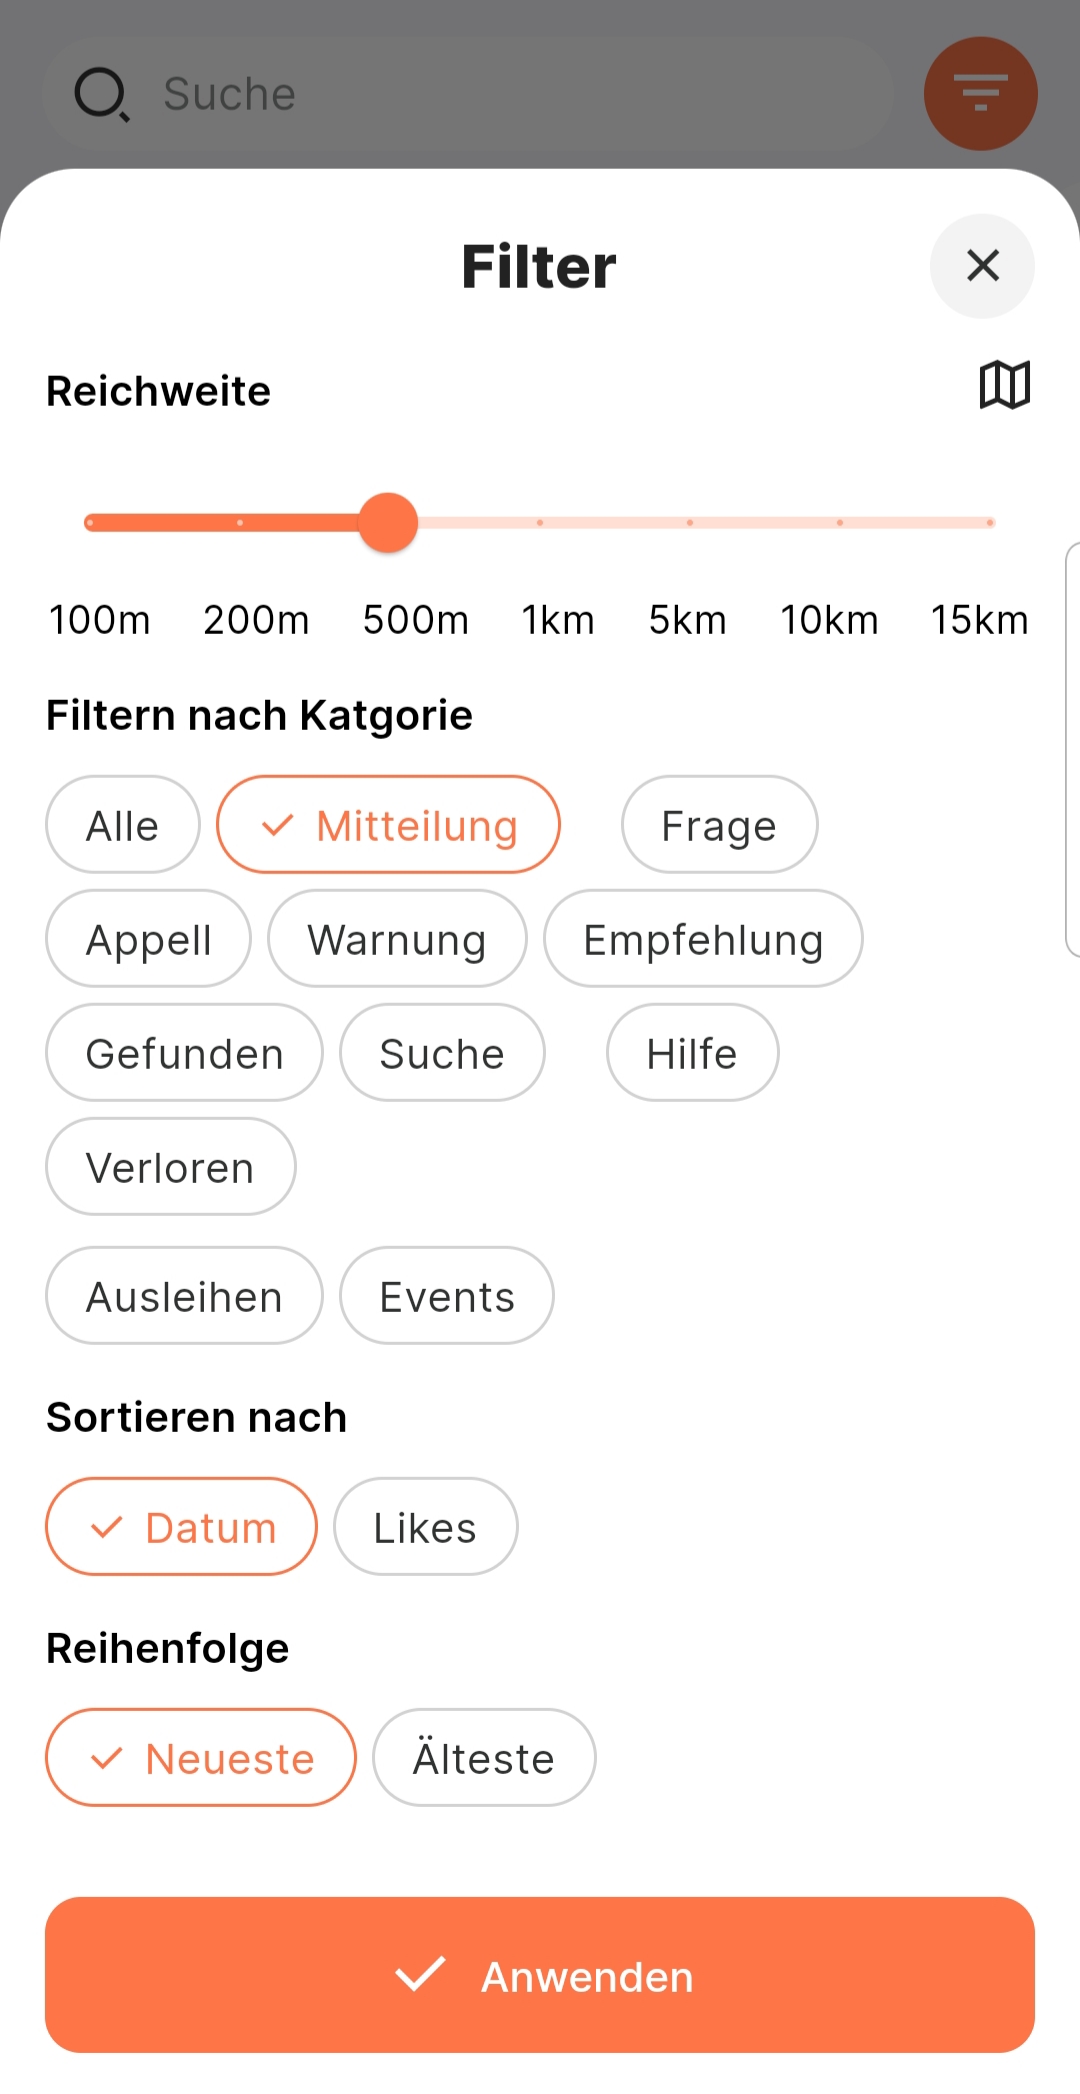 Suche
Filter
Reichweite
100m 200m 500m 1km 5km 10km 15km
Filtern nach Katgorie
Alle Mitteilung Frage
Appell Warnung Empfehlung
Gefunden Suche Hilfe
Verloren
Ausleihen Events
Sortieren nach
Datum Likes
Reihenfolge
Neueste Älteste
Anwenden